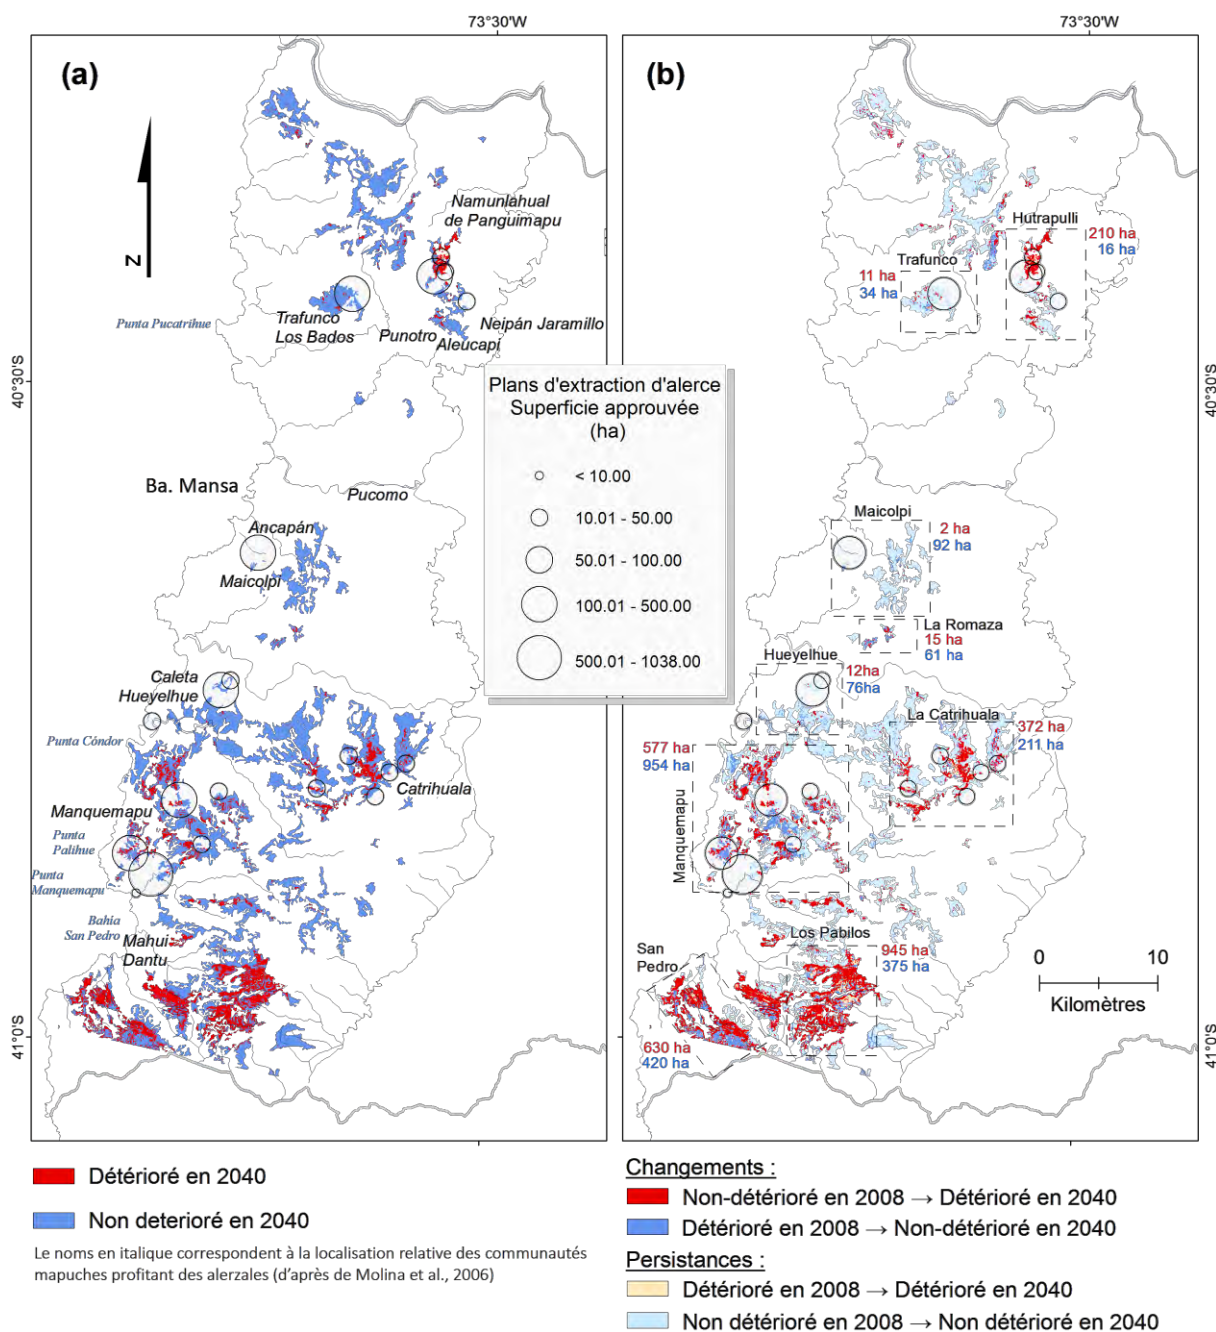 73°30'W
73°30'W
(a)
(b)
N
Namunlahual
de Panguimapu
Trafunco
Los Bados
Punta Pucatrihue
Punotro
Aleucapi
Neipán Jaramillo
40°30'S
Ba. Mansa
Pucomo
Ancapán
Maicolpi
Caleta
Hueyelhue
Punta Cóndor
Catrihuala
Manquemapu
Punta
Palihue
Punta
Manquemapu
Bahía
San Pedro
Mahui
Dantu
41°0'S
Plans d'extraction d'alerce
Superficie approuvée
(ha)
< 10.00
10.01 - 50.00
50.01 - 100.00
100.01 - 500.00
500.01 - 1038.00
Hutrapulli
210 ha
16 ha
Trafunco
11 ha
34 ha
40°30'S
Maicolpi
2 ha
92 ha
La Romaza
15 ha
61 ha
Hueyelhue
12ha
76ha
La Catrihuala
372 ha
211 ha
577 ha
954 ha
Manquemapu
Los Pabilos
945 ha
375 ha
San
Pedro
630 ha
420 ha
0 10
Kilomètres
41°0'S
Détérioré en 2040
Non deterioré en 2040
Le noms en italique correspondent à la localisation relative des communautés
mapuches profitant des alerzales (d'après de Molina et al., 2006)
Changements :
Non-détérioré en 2008 → Détérioré en 2040
Détérioré en 2008 → Non-détérioré en 2040
Persistances :
Détérioré en 2008 → Détérioré en 2040
Non détérioré en 2008 → Non détérioré en 2040